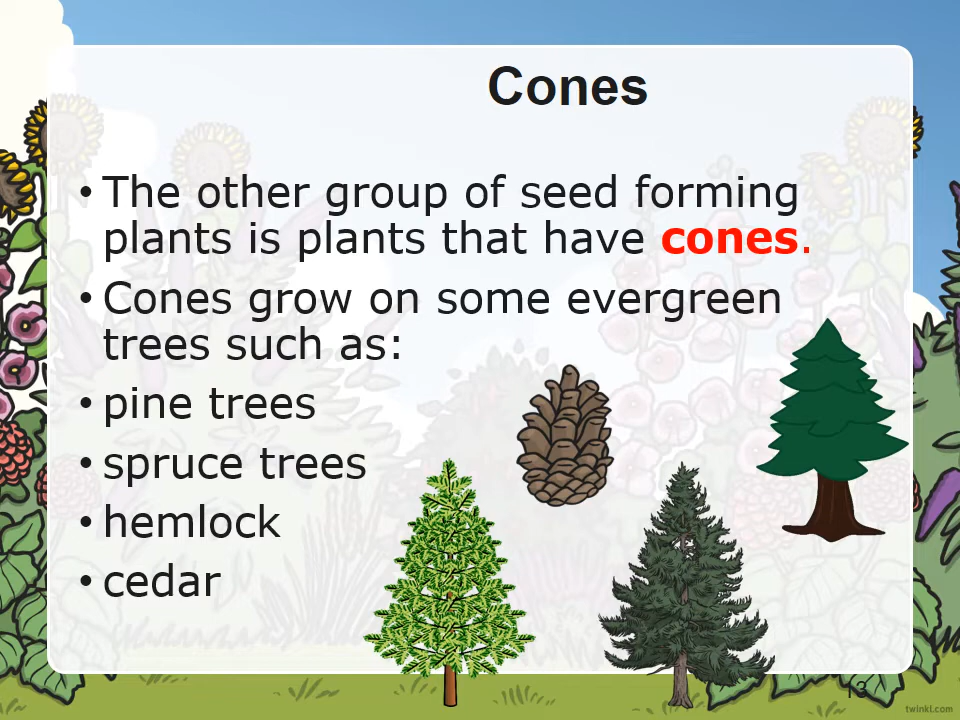 Cones
• The other group of seed forming
plants is plants that have cones.
• Cones grow on some evergreen
trees such as:
• pine trees
• spruce trees
• hemlock
• cedar
13
twinkl.com